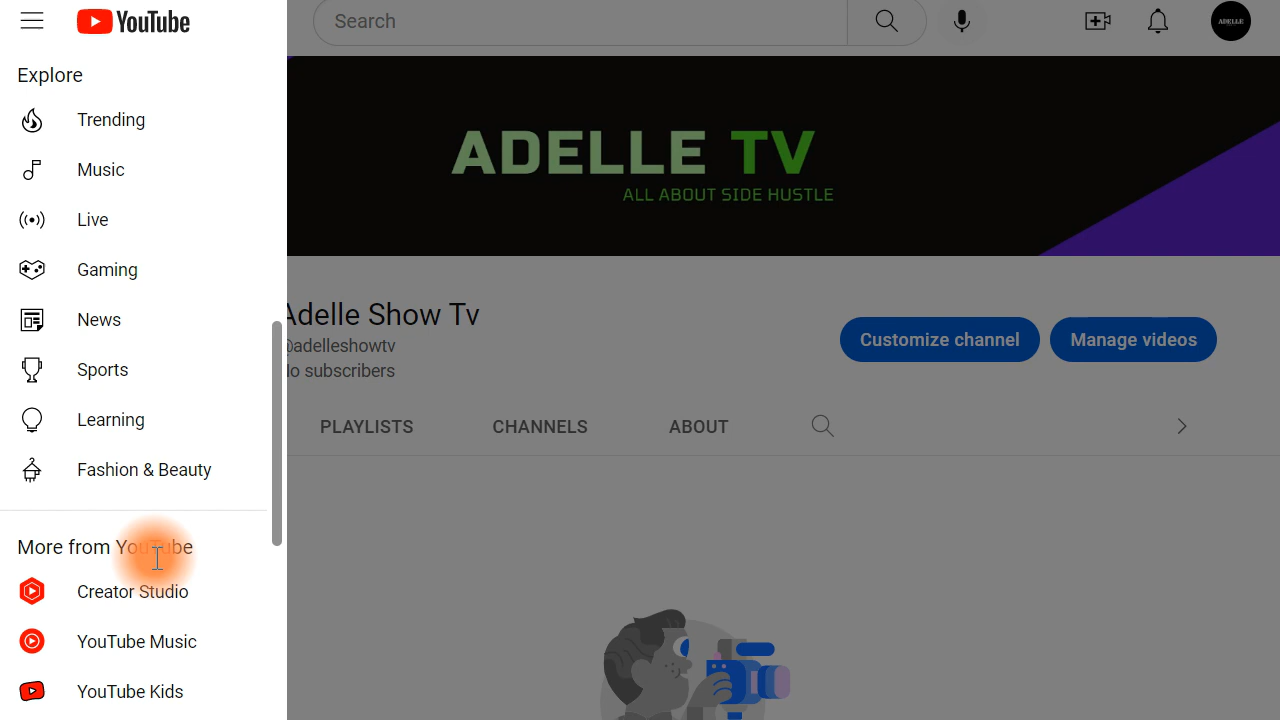 YouTube
Search
ADELLE
Explore
Trending
Music
Live
Gaming
News
Sports
Learning
Fashion & Beauty
More from YouTube
Creator Studio
YouTube Music
YouTube Kids
ADELLE TV
ALL ABOUT SIDE HUSTLE
Adelle Show Tv
@adelleshowtv
No subscribers
Customize channel
Manage videos
PLAYLISTS
CHANNELS
ABOUT